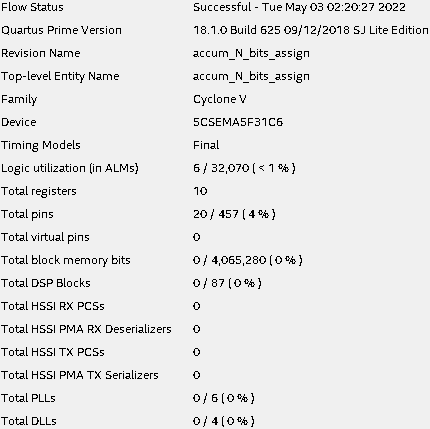 Flow Status Successful - Tue May 03 02:20:27 2022
Quartus Prime Version 18.1.0 Build 625 09/12/2018 SJ Lite Edition
Revision Name accum_N_bits_assign
Top-level Entity Name accum_N_bits_assign
Family Cyclone V
Device 5CSEMA5F31C6
Timing Models Final
Logic utilization (in ALMs) 6 / 32,070 ( < 1 % )
Total registers 10
Total pins 20 / 457 ( 4 % )
Total virtual pins 0
Total block memory bits 0 / 4,065,280 ( 0 % )
Total DSP Blocks 0 / 87 ( 0 % )
Total HSSI RX PCSs 0
Total HSSI PMA RX Deserializers 0
Total HSSI TX PCSs 0
Total HSSI PMA TX Serializers 0
Total PLLs 0 / 6 ( 0 % )
Total DLLs 0 / 4 ( 0 % )